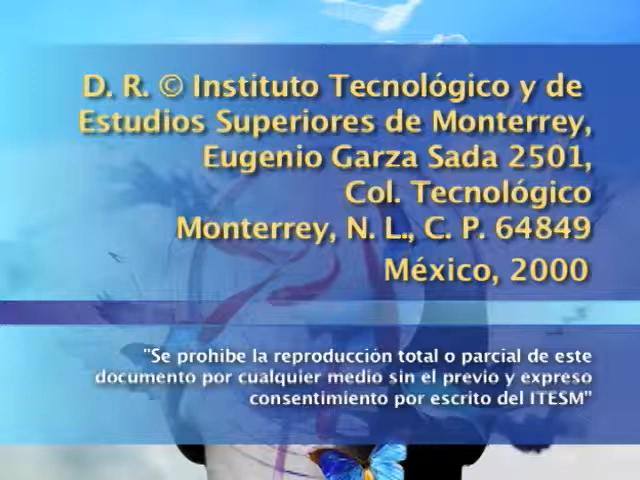 D. R. © Instituto Tecnológico y de
Estudios Superiores de Monterrey,
Eugenio Garza Sada 2501,
Col. Tecnológico
Monterrey, N. L., C. P. 64849
México, 2000
"Se prohibe la reproducción total o parcial de este
documento por cualquier medio sin el previo y expreso
consentimiento por escrito del ITESM"